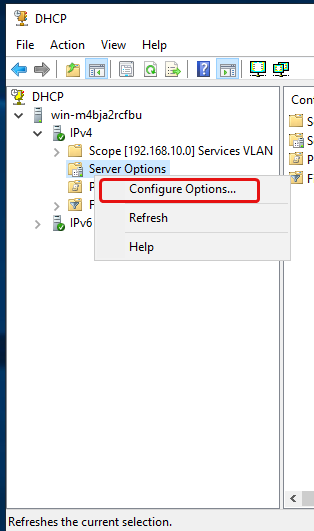 DHCP
File Action View Help
DHCP
win-m4bja2rcfbu
IPv4
Scope [192.168.10.0] Services VLAN
Server Options
P
F
IPv6
Configure Options...
Refresh
Help
Con
S
S
P
F
Refreshes the current selection.